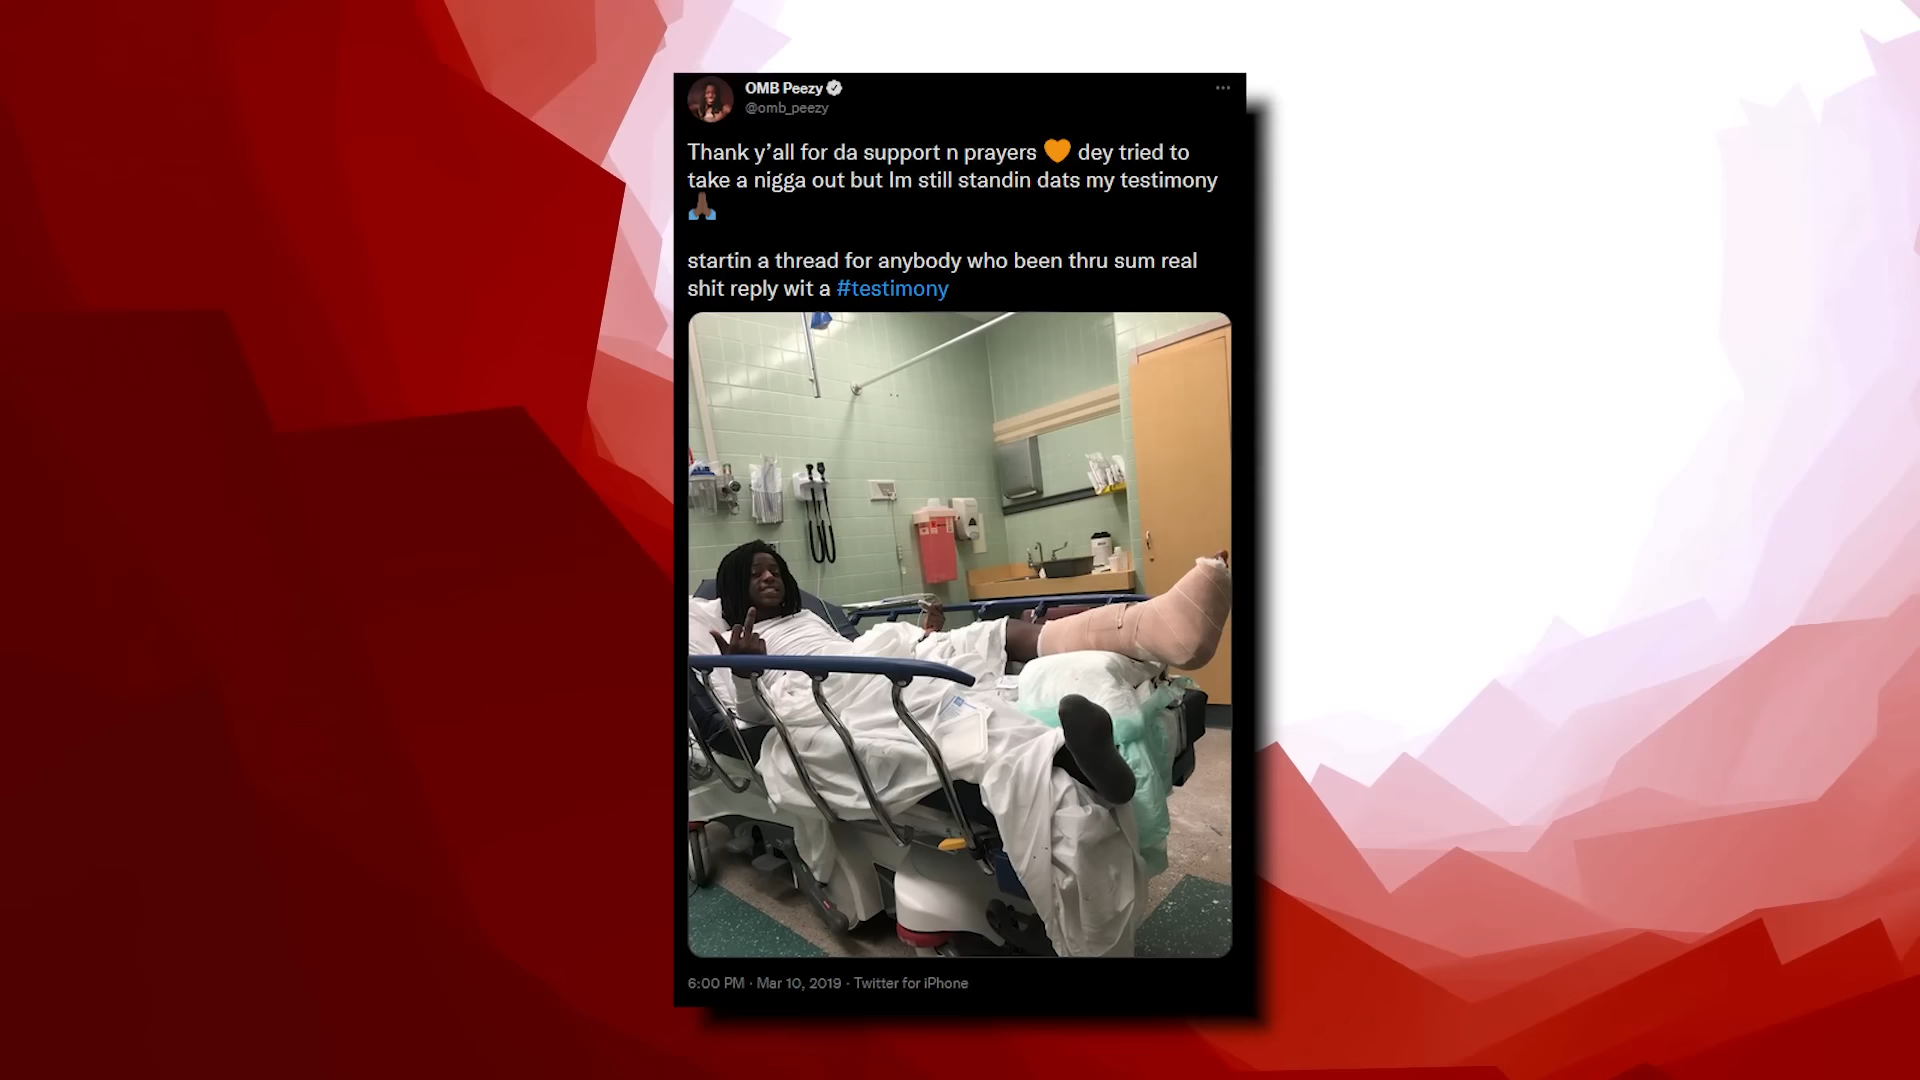 OMB Peezy
@omb_peezy
Thank y’all for da support n prayers 🧡 dey tried to
take a nigga out but Im still standin dats my testimony
🙏🏾
startin a thread for anybody who been thru sum real
shit reply wit a #testimony
6:00 PM · Mar 10, 2019 · Twitter for iPhone